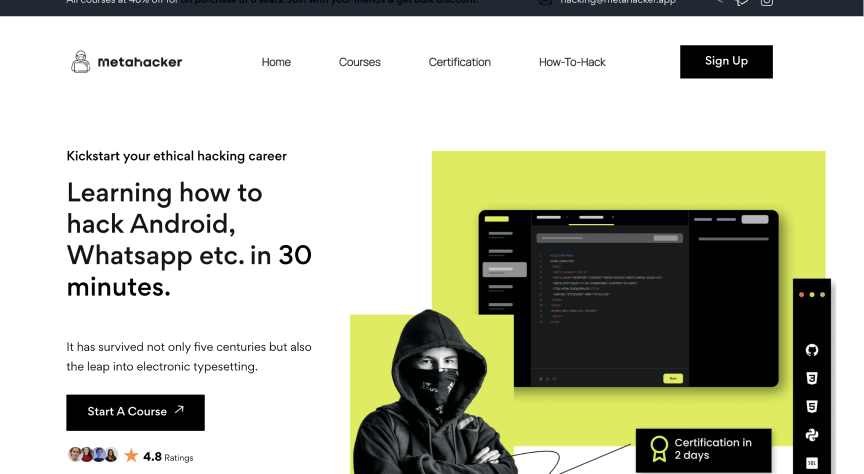 All courses at 40% off for on purchase of 6 seats. Join with your friends & get bulk discount.
hacking@metahacker.app
metahacker
Home
Courses
Certification
How-To-Hack
Sign Up
Kickstart your ethical hacking career
Learning how to
hack Android,
Whatsapp etc. in 30
minutes.
It has survived not only five centuries but also
the leap into electronic typesetting.
Start A Course
4.8 Ratings
Certification in
2 days
SQL